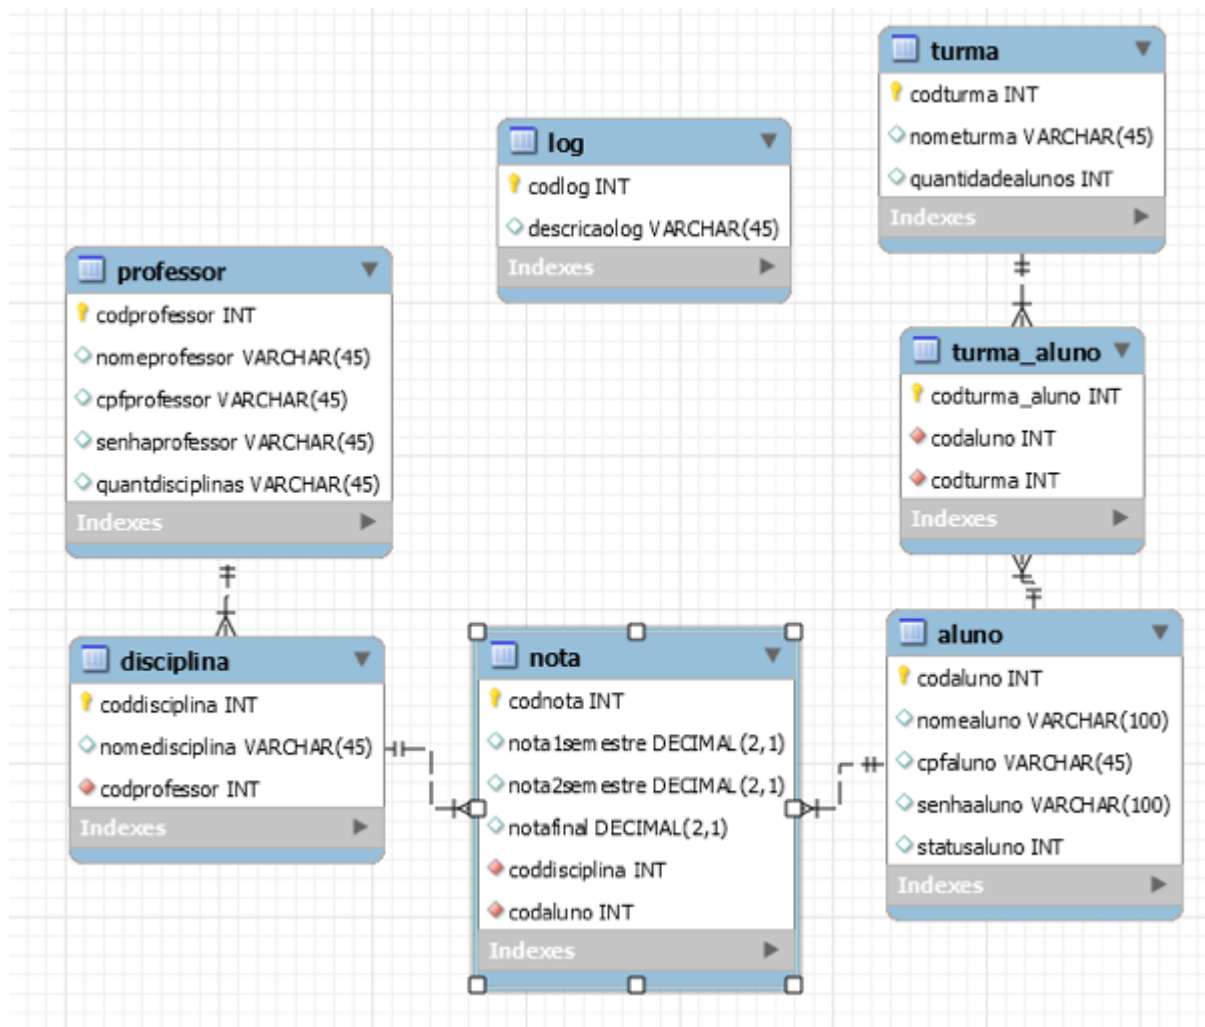 turma
codturma INT
nometurma VARCHAR(45)
quantidadealunos INT
Indexes
log
codlog INT
descricaolog VARCHAR(45)
Indexes
professor
codprofessor INT
nomeprofessor VARCHAR(45)
cpfprofessor VARCHAR(45)
senhaprofessor VARCHAR(45)
quantdisciplinas VARCHAR(45)
Indexes
turma_aluno
codturma_aluno INT
codaluno INT
codturma INT
Indexes
disciplina
coddisciplina INT
nomedisciplina VARCHAR(45)
codprofessor INT
Indexes
nota
codnota INT
nota1semestre DECIMAL(2,1)
nota2semestre DECIMAL(2,1)
notafinal DECIMAL(2,1)
coddisciplina INT
codaluno INT
Indexes
aluno
codaluno INT
nomealuno VARCHAR(100)
cpfaluno VARCHAR(45)
senhaaluno VARCHAR(100)
statusaluno INT
Indexes